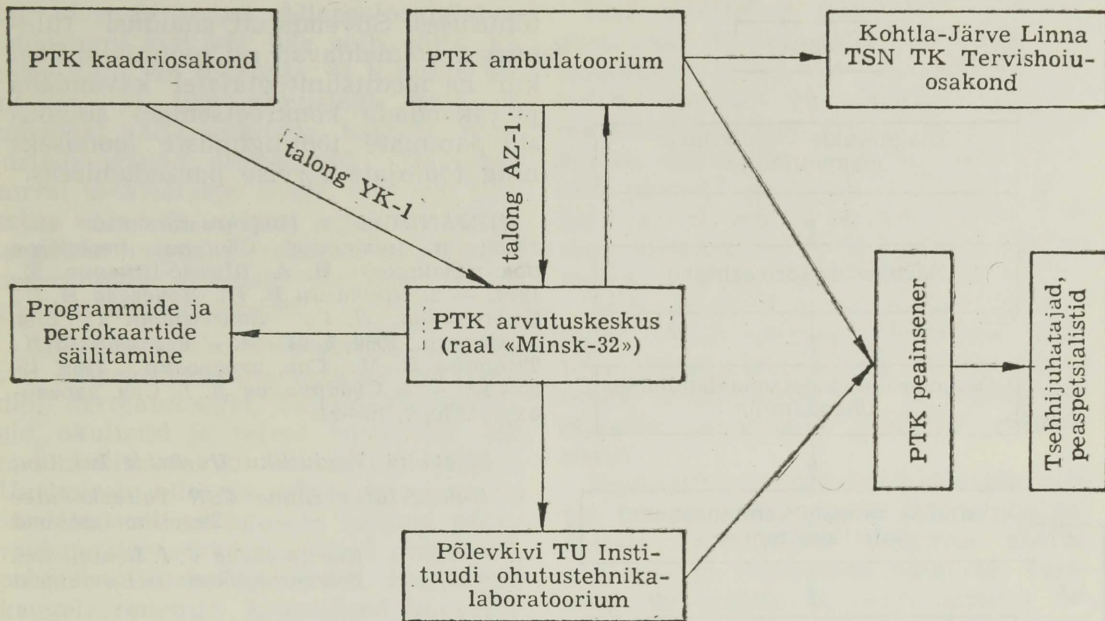 PTK kaadriosakond
PTK ambulatoorium
Kohtla-Järve Linna
TSN TK Tervishoiu-
osakond
talong YK-1
talong AZ-1
Programmide ja
perfokaartide
säilitamine
PTK arvutuskeskus
(raal «Minsk-32»)
PTK peainsener
Tsehhijuhatajad,
peaspetsialistid
Põlevkivi TU Insti-
tuudi ohutustehnika-
laboratoorium